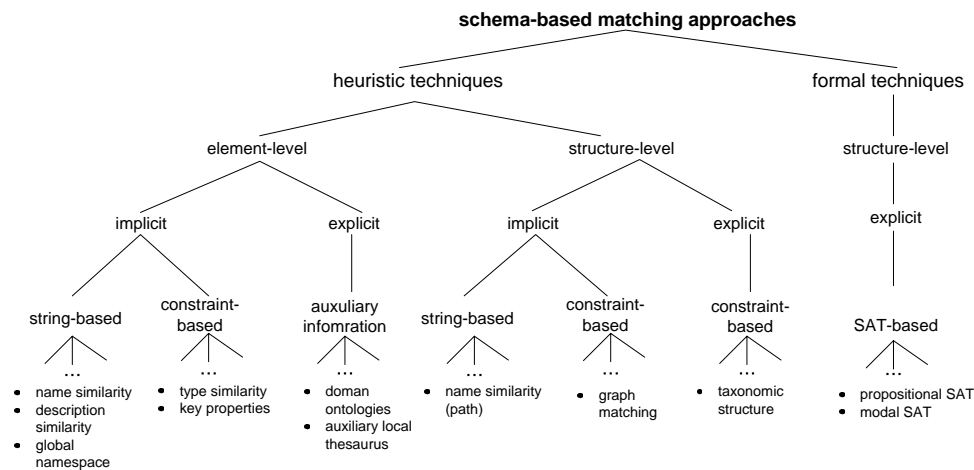 schema-based matching approaches
heuristic techniques
formal techniques
element-level
structure-level
structure-level
implicit
explicit
implicit
explicit
explicit
string-based
constraint-
based
auxuliary
infomration
string-based
constraint-
based
constraint-
based
SAT-based
...
...
...
...
...
...
...
• name similarity
• description
similarity
• global
namespace
• type similarity
• key properties
• doman
ontologies
• auxiliary local
thesaurus
• name similarity
(path)
• graph
matching
• taxonomic
structure
• propositional SAT
• modal SAT